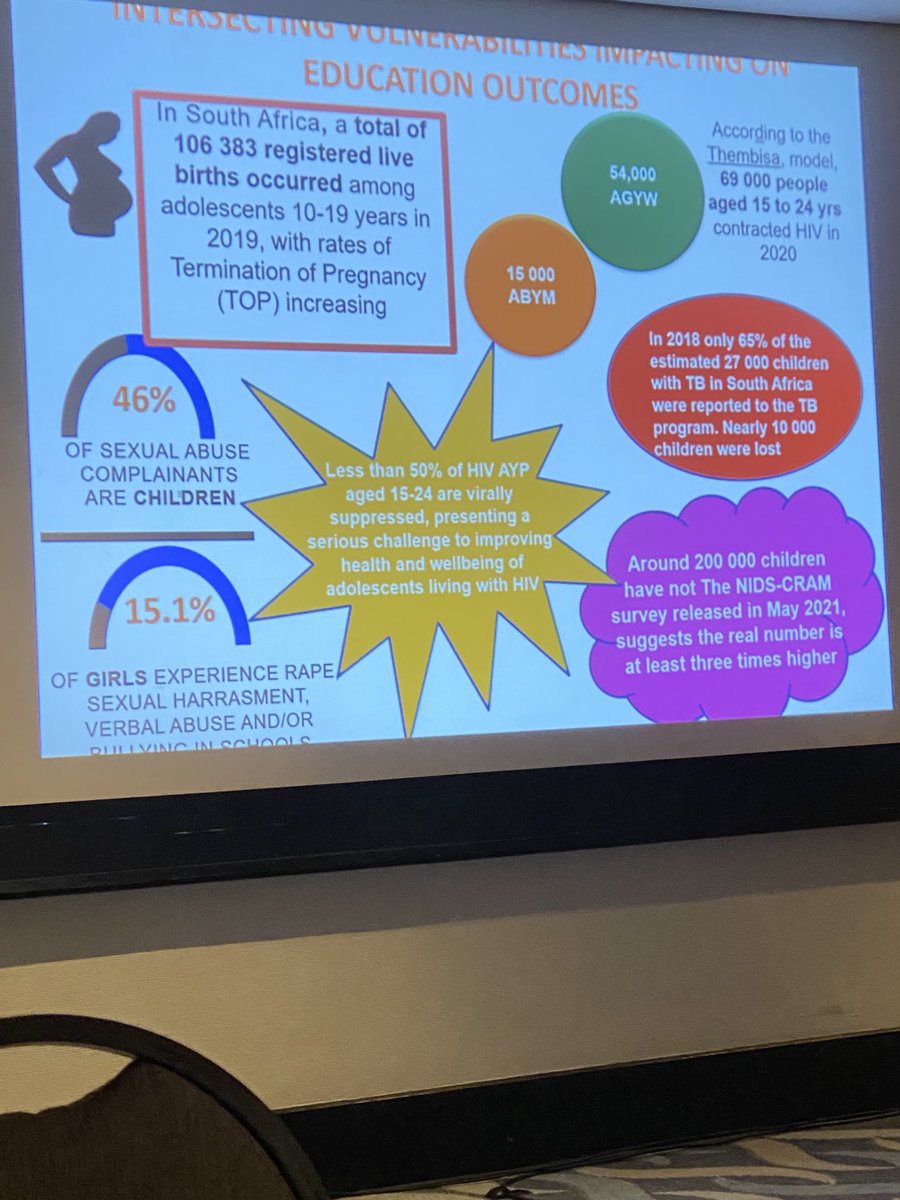 INTERSECTING VULNERABILITIES IMPACTING ON
EDUCATION OUTCOMES
In South Africa, a total of
106 383 registered live
births occurred among
adolescents 10-19 years in
2019, with rates of
Termination of Pregnancy
(TOP) increasing
54,000
AGYW
15 000
ABYM
According to the
Thembisa, model,
69 000 people
aged 15 to 24 yrs
contracted HIV in
2020
46%
OF SEXUAL ABUSE
COMPLAINANTS
ARE CHILDREN
Less than 50% of HIV AYP
aged 15-24 are virally
suppressed, presenting a
serious challenge to improving
health and wellbeing of
adolescents living with HIV
In 2018 only 65% of the
estimated 27 000 children
with TB in South Africa
were reported to the TB
program. Nearly 10 000
children were lost
15.1%
OF GIRLS EXPERIENCE RAPE
SEXUAL HARRASMENT,
VERBAL ABUSE AND/OR
BULLYING IN SCHOOLS
Around 200 000 children
have not The NIDS-CRAM
survey released in May 2021,
suggests the real number is
at least three times higher